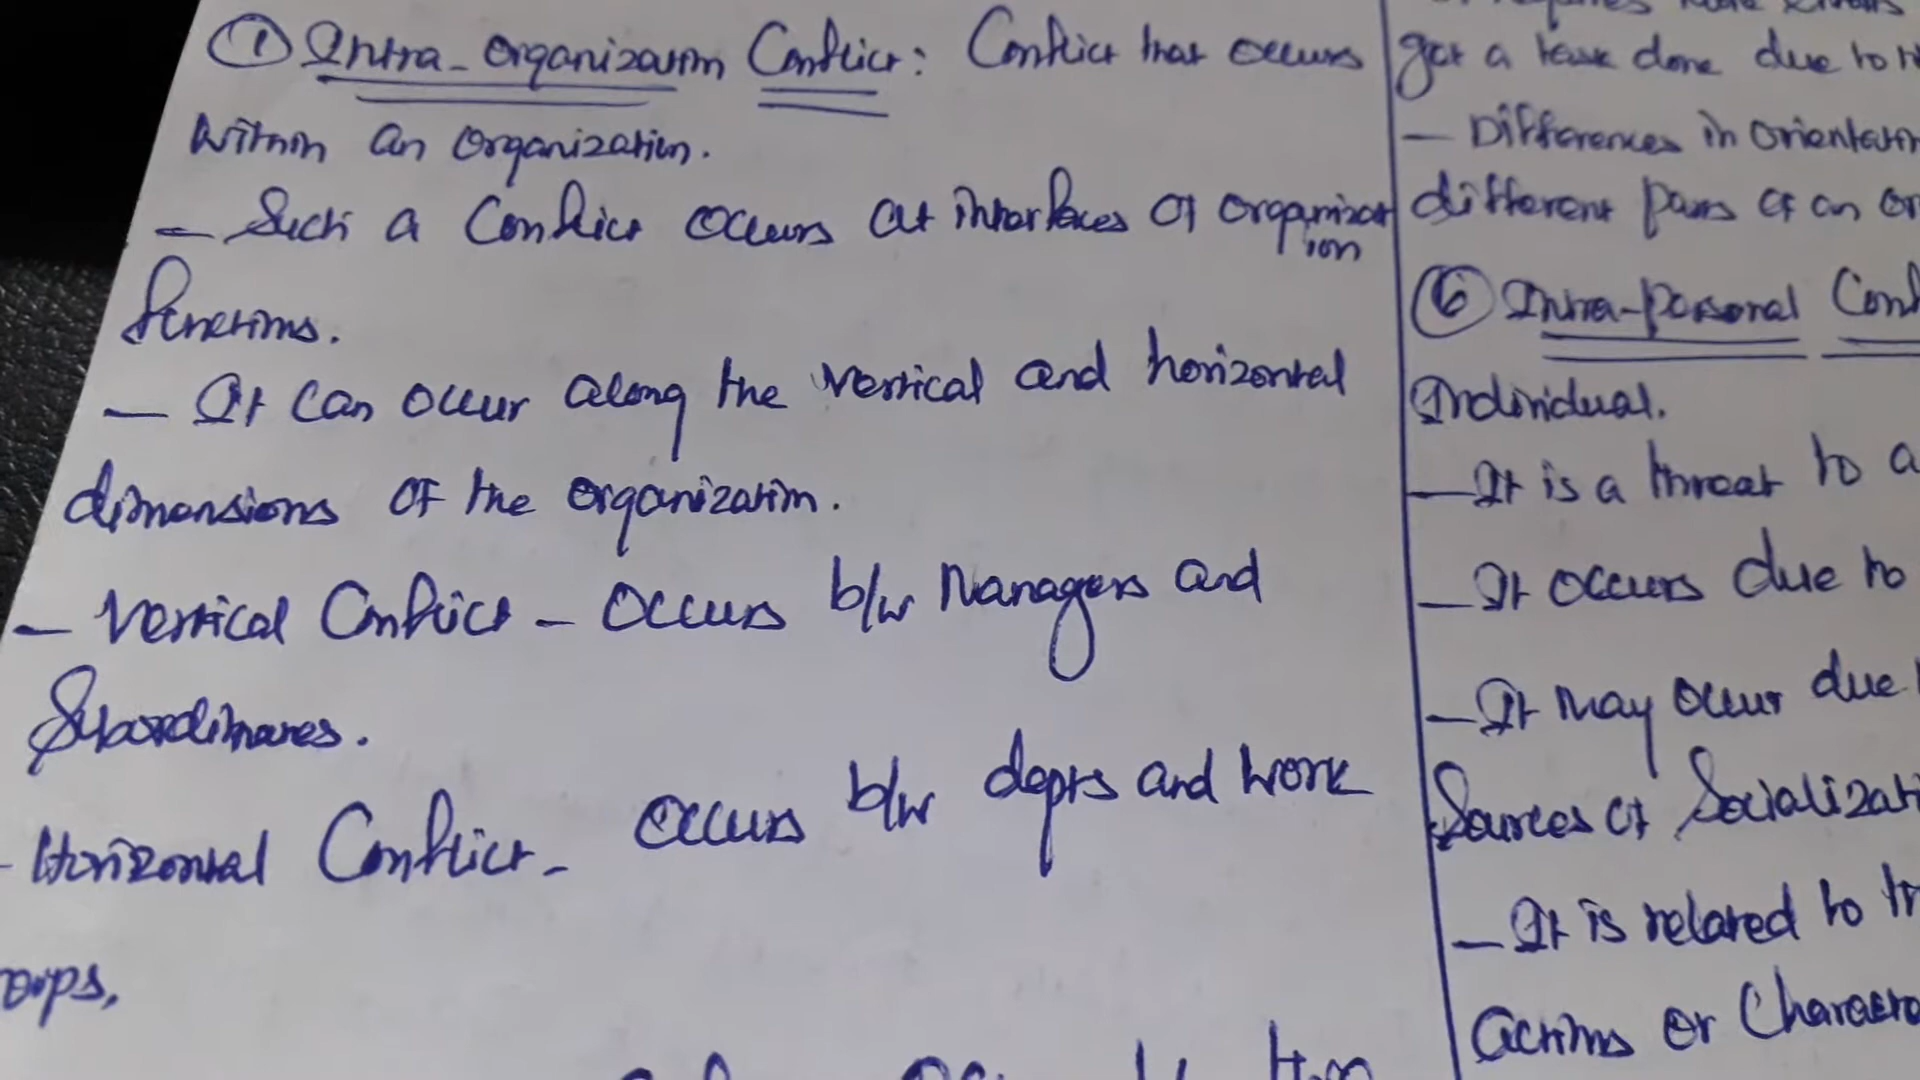 ① Intra-Organization Conflict: Conflict that occurs
within an organization.
- Such a Conflict occurs at interfaces of organization
functions.
- It can occur along the vertical and horizontal
dimensions of the organization.
- Vertical Conflict - Occurs b/w Managers and
Subordinates.
- Horizontal Conflict - Occurs b/w depts and work
oups,
get a task done due to
- Differences in Orientation
different parts of an
⑥ Intra-personal Conf
Individual.
- It is a threat to a
- It occurs due to
- It may occur due
Sources of Socializati
- It is related to
actions or Characte